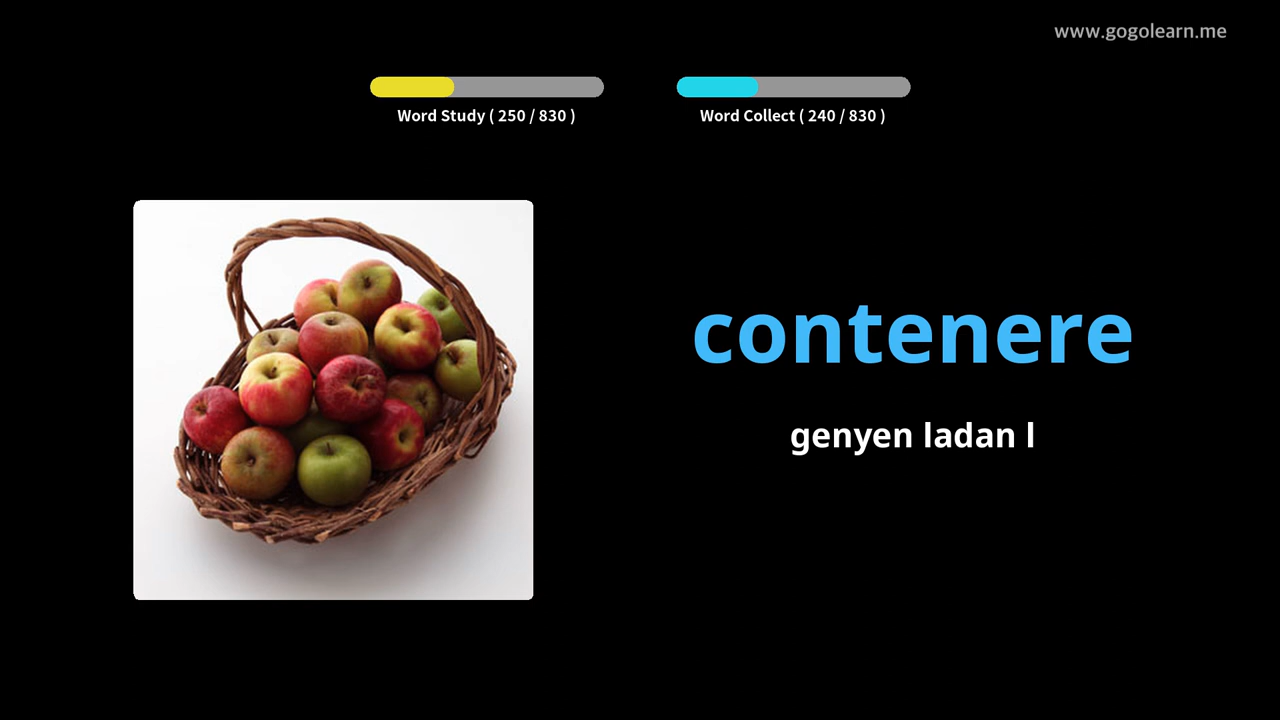 www.gogolearn.me
Word Study ( 250 / 830 )
Word Collect ( 240 / 830 )
contenere
genyen ladan l